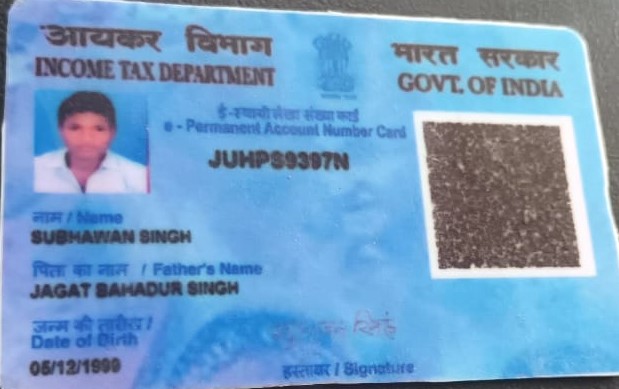 आयकर विभाग
INCOME TAX DEPARTMENT
भारत सरकार
GOVT. OF INDIA
ई-स्थायी लेखा संख्या कार्ड
e - Permanent Account Number Card
JUHPS9397N
नाम / Name
SUBHAWAN SINGH
पिता का नाम / Father's Name
JAGAT BAHADUR SINGH
जन्म की तारीख /
Date of Birth
05/12/1999
हस्ताक्षर / Signature